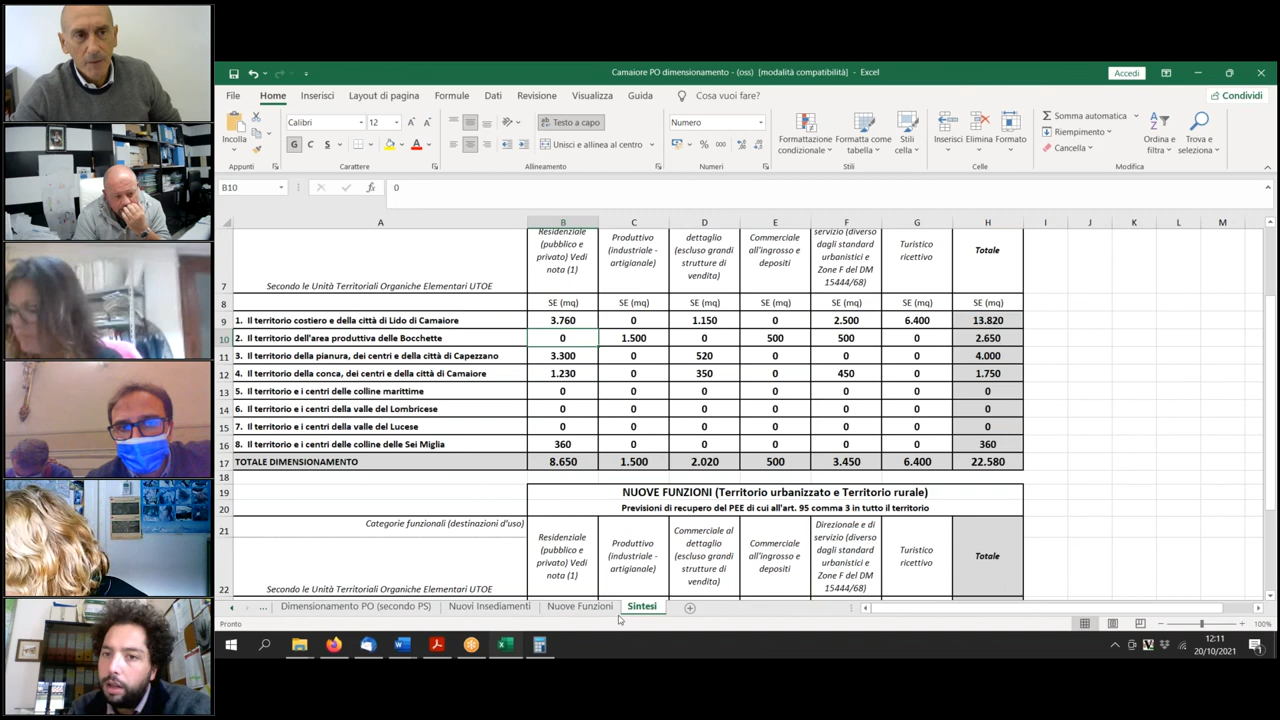 Camaiore PO dimensionamento - (oss) [modalità compatibilità] - Excel
Accedi
File Home Inserisci Layout di pagina Formule Dati Revisione Visualizza Guida Cosa vuoi fare? Condividi
Incolla
Calibri 12
G C S
Testo a capo
Unisci e allinea al centro
Numero
% 000
Formattazione condizionale
Formatta come tabella
Stili cella
Inserisci Elimina Formato
Somma automatica
Riempimento
Cancella
Ordina e filtra
Trova e seleziona
Appunti Carattere Allineamento Numeri Stili Celle Modifica
B10 fx 0
A B C D E F G H I J K L M
7 Secondo le Unità Territoriali Organiche Elementari UTOE
Residenziale (pubblico e privato) Vedi nota (1)
Produttivo (industriale - artigianale)
dettaglio (escluso grandi strutture di vendita)
Commerciale all'ingrosso e depositi
servizio (diverso dagli standard urbanistici e Zone F del DM 15444/68)
Turistico ricettivo
Totale
8 SE (mq) SE (mq) SE (mq) SE (mq) SE (mq) SE (mq) SE (mq)
9 1. Il territorio costiero e della città di Lido di Camaiore 3.760 0 1.150 0 2.500 6.400 13.820
10 2. Il territorio dell'area produttiva delle Bocchette 0 1.500 0 500 500 0 2.650
11 3. Il territorio della pianura, dei centri e della città di Capezzano 3.300 0 520 0 0 0 4.000
12 4. Il territorio della conca, dei centri e della città di Camaiore 1.230 0 350 0 450 0 1.750
13 5. Il territorio e i centri delle colline marittime 0 0 0 0 0 0 0
14 6. Il territorio e i centri della valle del Lombricese 0 0 0 0 0 0 0
15 7. Il territorio e i centri della valle del Lucese 0 0 0 0 0 0 0
16 8. Il territorio e i centri delle colline delle Sei Miglia 360 0 0 0 0 0 360
17 TOTALE DIMENSIONAMENTO 8.650 1.500 2.020 500 3.450 6.400 22.580
18
19 NUOVE FUNZIONI (Territorio urbanizzato e Territorio rurale)
20 Previsioni di recupero del PEE di cui all'art. 95 comma 3 in tutto il territorio
21 Categorie funzionali (destinazioni d'uso)
22 Secondo le Unità Territoriali Organiche Elementari UTOE
Residenziale (pubblico e privato) Vedi nota (1)
Produttivo (industriale - artigianale)
Commerciale al dettaglio (escluso grandi strutture di vendita)
Commerciale all'ingrosso e depositi
Direzionale e di servizio (diverso dagli standard urbanistici e Zone F del DM 15444/68)
Turistico ricettivo
Totale
... Dimensionamento PO (secondo PS) Nuovi Insediamenti Nuove Funzioni Sintesi
Pronto 100%
12:11
20/10/2021